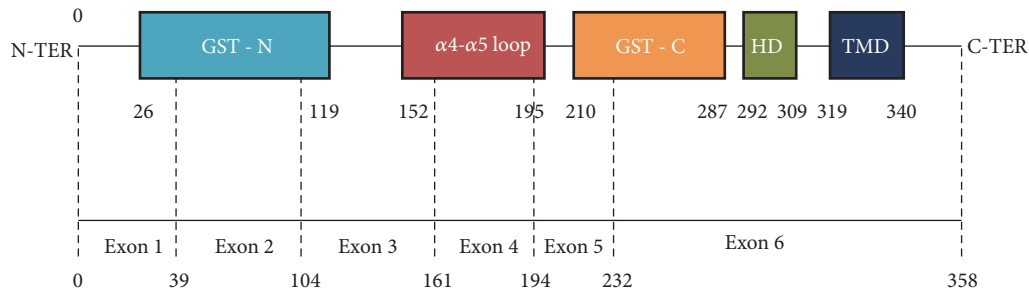 0
N-TER GST - N α4-α5 loop GST - C HD TMD C-TER
26 119 152 195 210 287 292 309 319 340
Exon 1 Exon 2 Exon 3 Exon 4 Exon 5 Exon 6
0 39 104 161 194 232 358